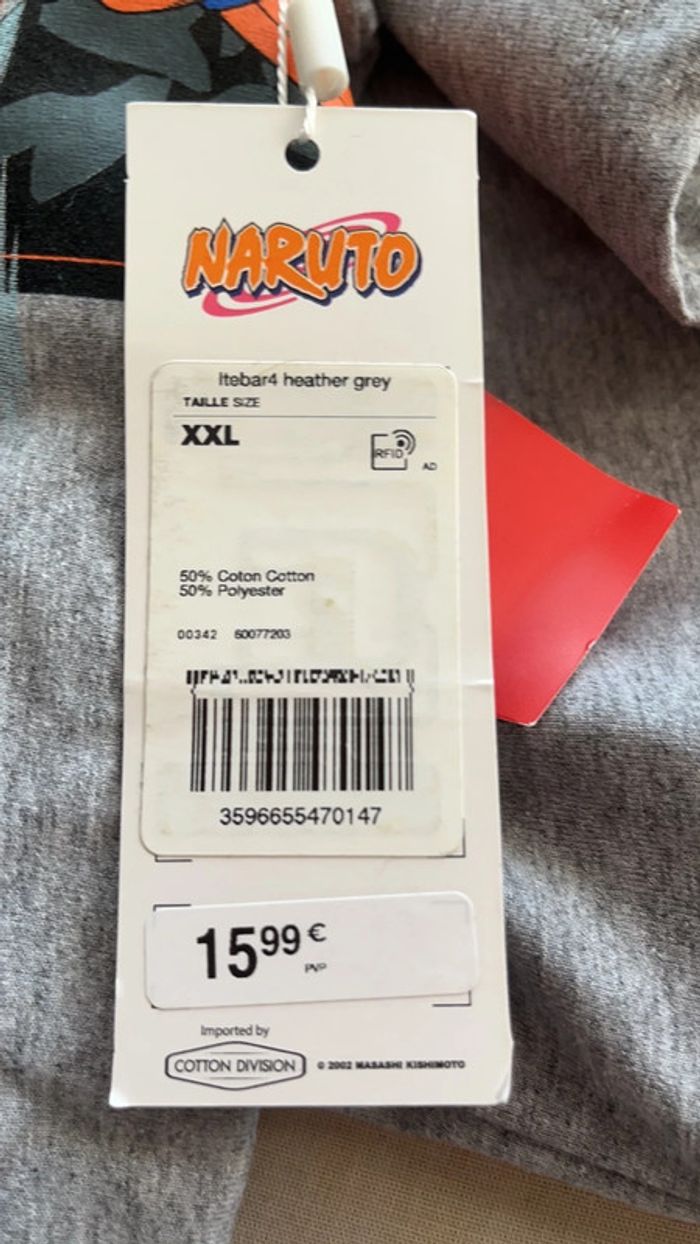 NARUTO
Itebar4 heather grey
TAILLE SIZE
XXL
RFID
AD
50% Coton Cotton
50% Polyester
00342 60077203
3596655470147
1599 €
PVP
Imported by
COTTON DIVISION © 2002 MASASHI KISHIMOTO